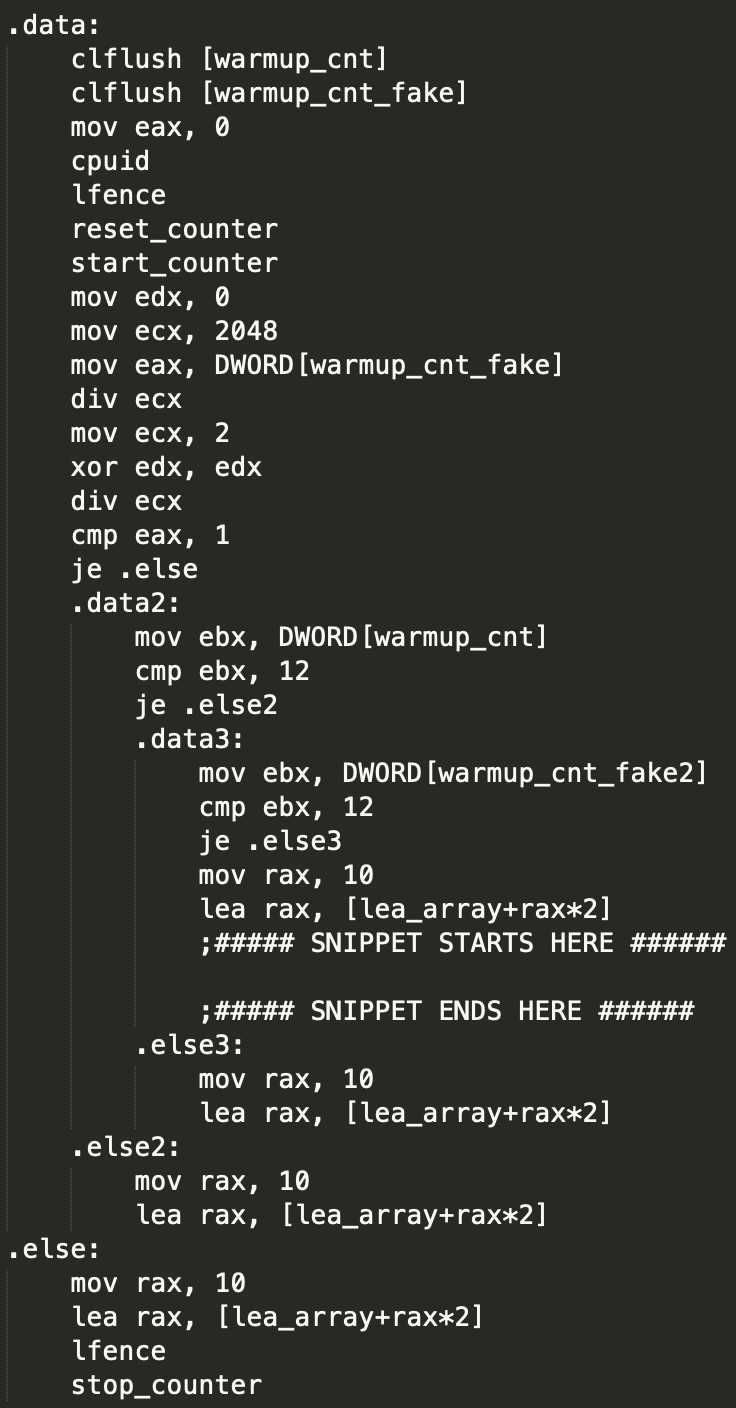 .data:
clflush [warmup_cnt]
clflush [warmup_cnt_fake]
mov eax, 0
cpuid
lfence
reset_counter
start_counter
mov edx, 0
mov ecx, 2048
mov eax, DWORD[warmup_cnt_fake]
div ecx
mov ecx, 2
xor edx, edx
div ecx
cmp eax, 1
je .else
.data2:
mov ebx, DWORD[warmup_cnt]
cmp ebx, 12
je .else2
.data3:
mov ebx, DWORD[warmup_cnt_fake2]
cmp ebx, 12
je .else3
mov rax, 10
lea rax, [lea_array+rax*2]
;##### SNIPPET STARTS HERE ######
;##### SNIPPET ENDS HERE ######
.else3:
mov rax, 10
lea rax, [lea_array+rax*2]
.else2:
mov rax, 10
lea rax, [lea_array+rax*2]
.else:
mov rax, 10
lea rax, [lea_array+rax*2]
lfence
stop_counter